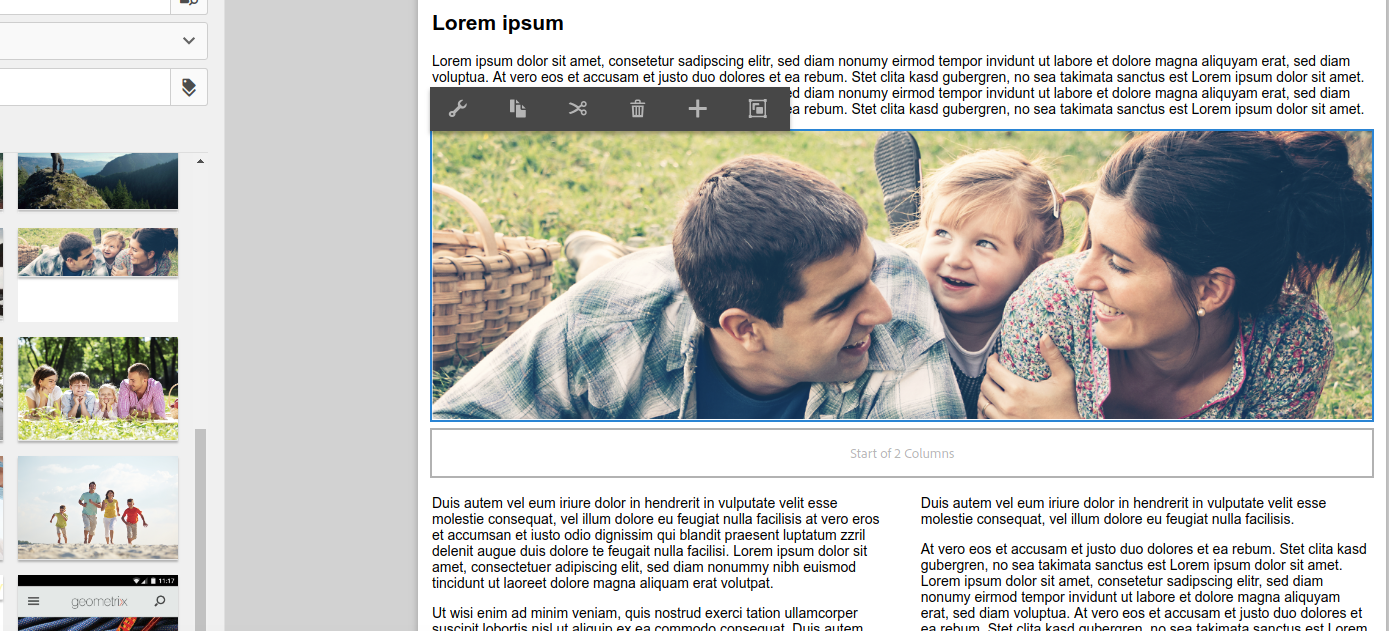 Lorem ipsum
Lorem ipsum dolor sit amet, consetetur sadipscing elitr, sed diam nonumy eirmod tempor invidunt ut labore et dolore magna aliquyam erat, sed diam
voluptua. At vero eos et accusam et justo duo dolores et ea rebum. Stet clita kasd gubergren, no sea takimata sanctus est Lorem ipsum dolor sit amet.
ed diam nonumy eirmod tempor invidunt ut labore et dolore magna aliquyam erat, sed diam
ea rebum. Stet clita kasd gubergren, no sea takimata sanctus est Lorem ipsum dolor sit amet.
Start of 2 Columns
Duis autem vel eum iriure dolor in hendrerit in vulputate velit esse
molestie consequat, vel illum dolore eu feugiat nulla facilisis at vero eros
et accumsan et iusto odio dignissim qui blandit praesent luptatum zzril
delenit augue duis dolore te feugait nulla facilisi. Lorem ipsum dolor sit
amet, consectetuer adipiscing elit, sed diam nonummy nibh euismod
tincidunt ut laoreet dolore magna aliquam erat volutpat.
Ut wisi enim ad minim veniam, quis nostrud exerci tation ullamcorper
suscipit lobortis nisl ut aliquip ex ea commodo consequat. Duis autem
Duis autem vel eum iriure dolor in hendrerit in vulputate velit esse
molestie consequat, vel illum dolore eu feugiat nulla facilisis.
At vero eos et accusam et justo duo dolores et ea rebum. Stet clita kasd
gubergren, no sea takimata sanctus est Lorem ipsum dolor sit amet.
Lorem ipsum dolor sit amet, consetetur sadipscing elitr, sed diam
nonumy eirmod tempor invidunt ut labore et dolore magna aliquyam
erat, sed diam voluptua. At vero eos et accusam et justo duo dolores et
ea rebum. Stet clita kasd gubergren, no sea takimata sanctus est Lorem
11:17
geometrixx